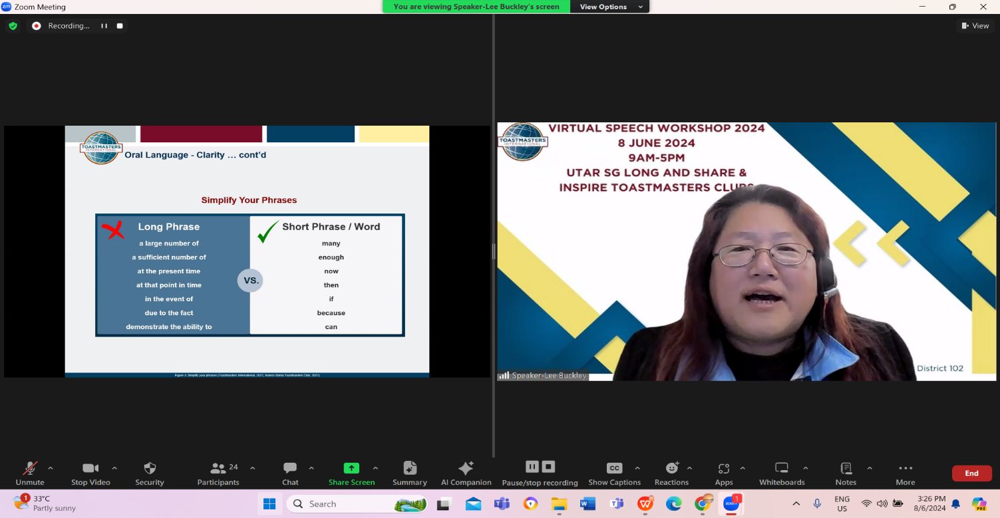 Zoom Meeting
You are viewing Speaker-Lee Buckley's screen
View Options
Recording...
View
TOASTMASTERS
INTERNATIONAL
Oral Language - Clarity … cont'd
Simplify Your Phrases
Long Phrase
Short Phrase / Word
a large number of
many
a sufficient number of
enough
at the present time
now
VS.
at that point in time
then
in the event of
if
due to the fact
because
demonstrate the ability to
can
TOASTMASTERS
INTERNATIONAL
VIRTUAL SPEECH WORKSHOP 2024
8 JUNE 2024
9AM-5PM
UTAR SG LONG AND SHARE &
INSPIRE TOASTMASTERS CLUBS
District 102
Speaker-Lee Buckley
Unmute
Stop Video
Security
Participants
24
Chat
Share Screen
Summary
AI Companion
Pause/stop recording
CC
Show Captions
Reactions
Apps
Whiteboards
Notes
More
End
1
33°C
Partly sunny
Search
ENG
US
3:26 PM
8/6/2024
PRE